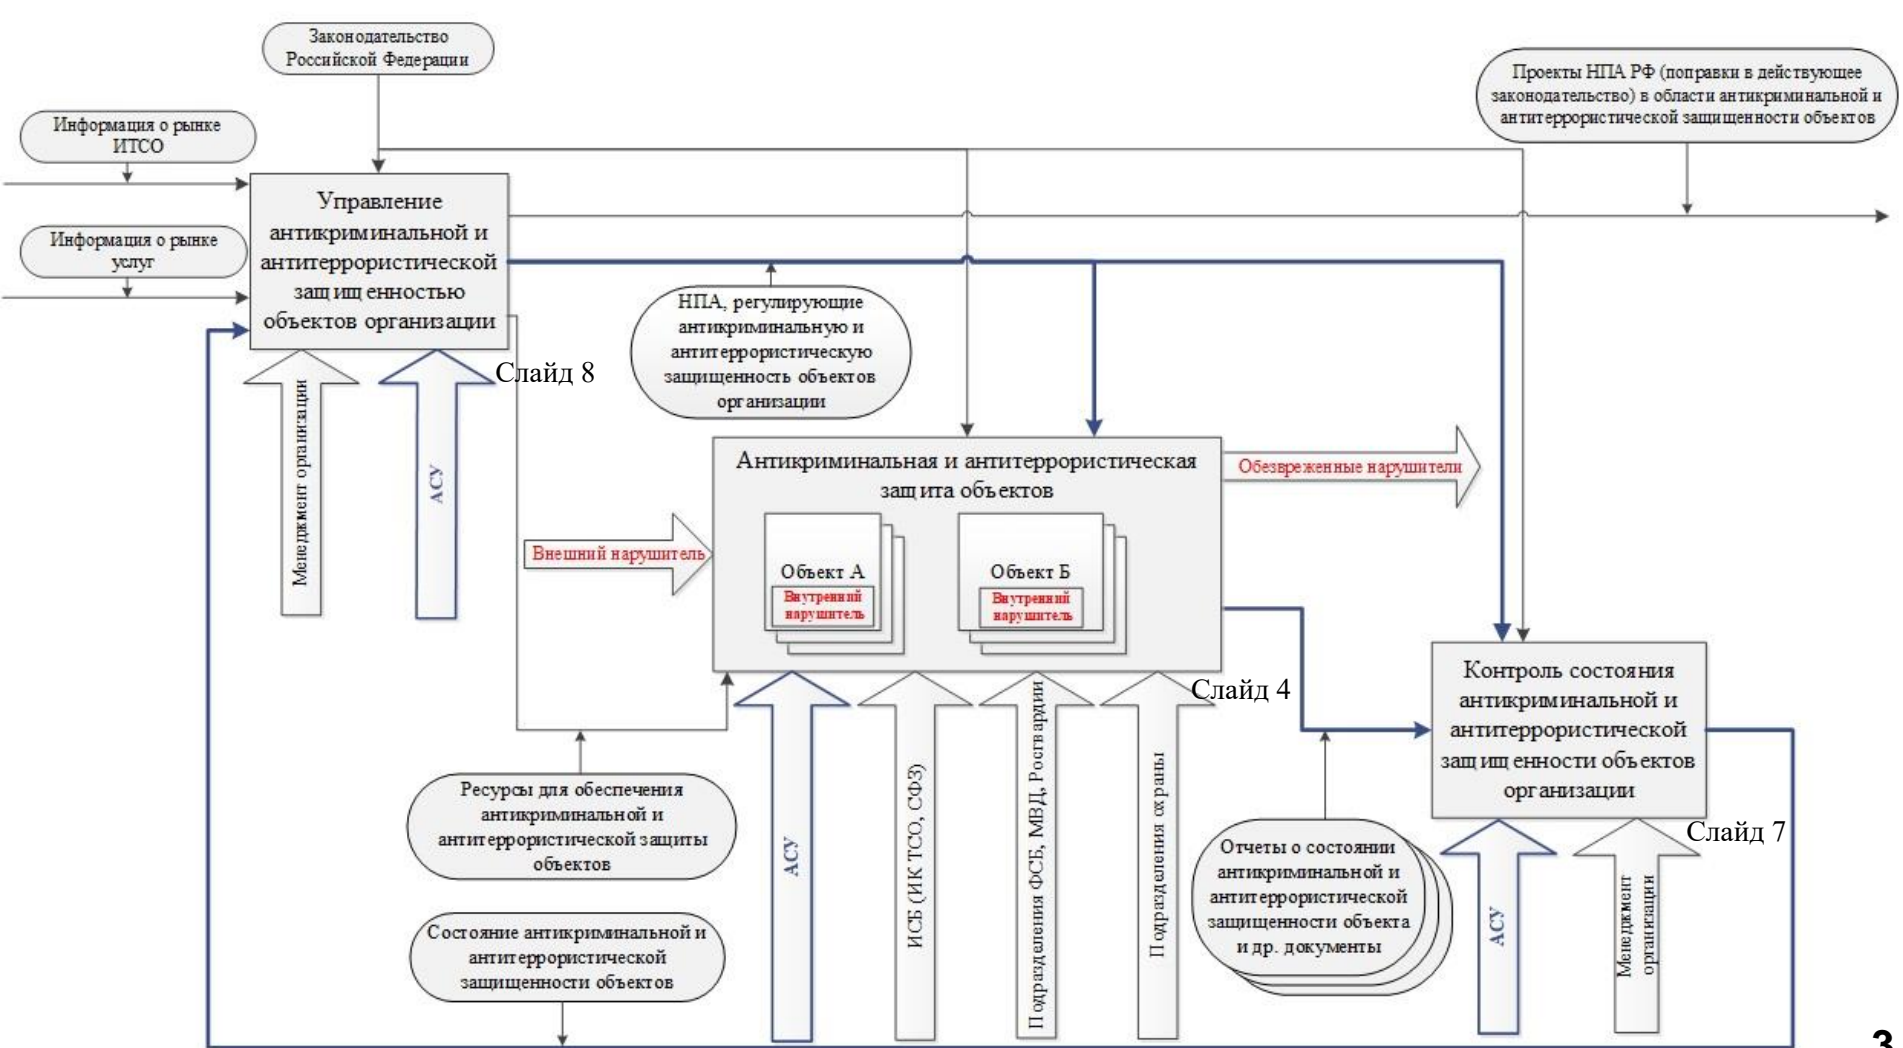 Законодательство
Российской Федерации
Проекты НПА РФ (поправки в действующее
законодательство) в области антикриминальной и
антитеррористической защищенности объектов
Информация о рынке
ИТСО
Информация о рынке
услуг
Управление
антикриминальной и
антитеррористической
защищенностью
объектов организации
Слайд 8
НПА, регулирующие
антикриминальную и
антитеррористическую
защищенность объектов
организации
Менеджмент организации
АСУ
Антикриминальная и антитеррористическая
защита объектов
Обезвреженные нарушители
Внешний нарушитель
Объект А
Внутренний
нарушитель
Объект Б
Внутренний
нарушитель
Слайд 4
Контроль состояния
антикриминальной и
антитеррористической
защищенности объектов
организации
Слайд 7
Ресурсы для обеспечения
антикриминальной и
антитеррористической защиты
объектов
Состояние антикриминальной и
антитеррористической
защищенности объектов
АСУ
ИСБ (ИК ТСО, СФЗ)
Подразделения ФСБ, МВД, Росгвардии
Подразделения охраны
Отчеты о состоянии
антикриминальной и
антитеррористической
защищенности объекта
и др. документы
АСУ
Менеджмент
организации
3